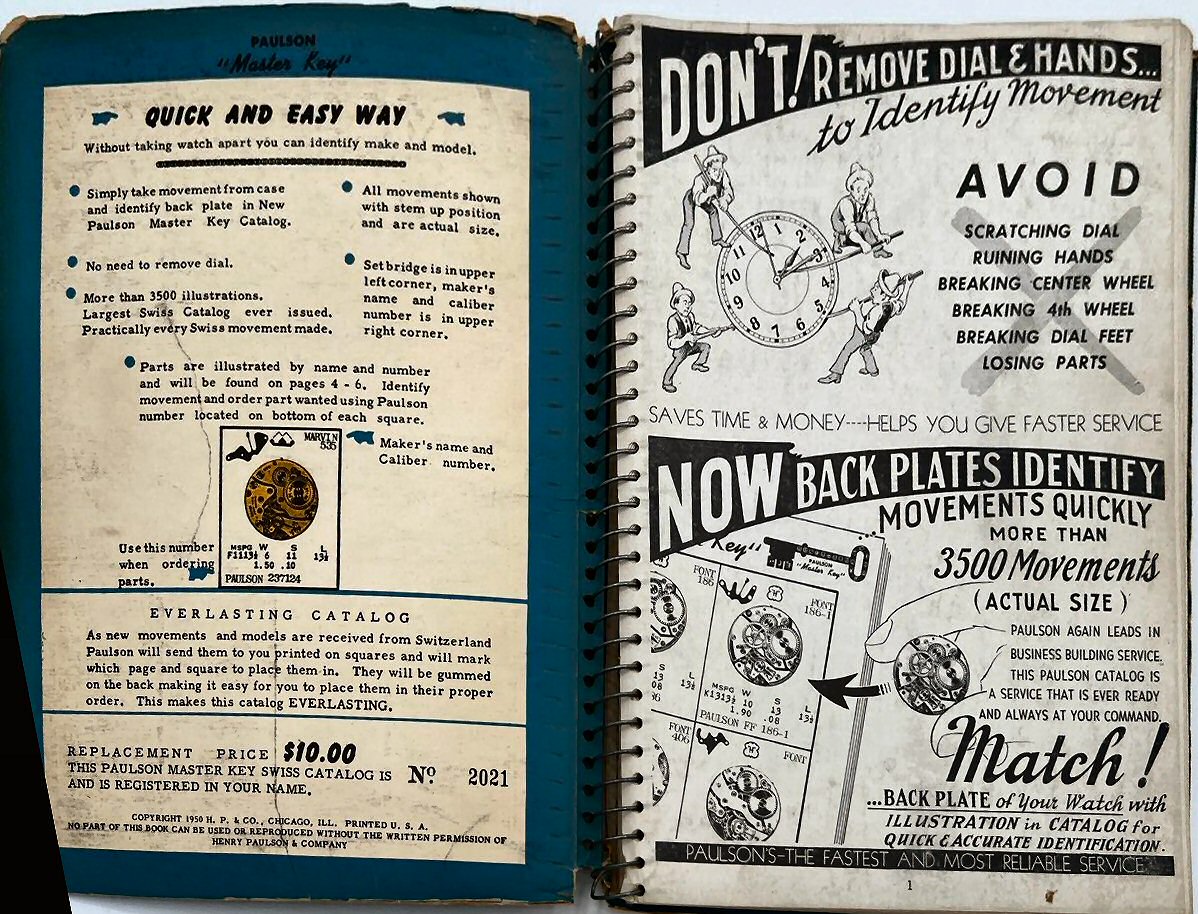 PAULSON
"Master Key"
QUICK AND EASY WAY
Without taking watch apart you can identify make and model.
Simply take movement from case
and identify back plate in New
Paulson Master Key Catalog.
No need to remove dial.
More than 3500 illustrations.
Largest Swiss Catalog ever issued.
Practically every Swiss movement made.
All movements shown
with stem up position
and are actual size.
Set bridge is in upper
left corner, maker's
name and caliber
number is in upper
right corner.
Parts are illustrated by name and number
and will be found on pages 4 - 6. Identify
movement and order part wanted using Paulson
number located on bottom of each square.
MARVIN
535
Maker's name and
Caliber number.
MSPG W S L
F1113½ 6 11 13½
1.50 .10
PAULSON 237124
Use this number
when ordering
parts.
EVERLASTING CATALOG
As new movements and models are received from Switzerland
Paulson will send them to you printed on squares and will mark
which page and square to place them in. They will be gummed
on the back making it easy for you to place them in their proper
order. This makes this catalog EVERLASTING.
REPLACEMENT PRICE $10.00
THIS PAULSON MASTER KEY SWISS CATALOG IS
AND IS REGISTERED IN YOUR NAME.
Nº 2021
COPYRIGHT 1950 H. P. & CO., CHICAGO, ILL. PRINTED U. S. A.
NO PART OF THIS BOOK CAN BE USED OR REPRODUCED WITHOUT THE WRITTEN PERMISSION OF
HENRY PAULSON & COMPANY
DON'T! REMOVE DIAL & HANDS...
to Identify Movement
AVOID
SCRATCHING DIAL
RUINING HANDS
BREAKING CENTER WHEEL
BREAKING 4th WHEEL
BREAKING DIAL FEET
LOSING PARTS
12 1 2 3 4 5 6 7 8 9 10 11
SAVES TIME & MONEY----HELPS YOU GIVE FASTER SERVICE
NOW BACK PLATES IDENTIFY
MOVEMENTS QUICKLY
MORE THAN
3500 Movements
(ACTUAL SIZE)
Key"
PAULSON
"Master Key"
FONT
186
FONT
186-1
S L
13 13½
08
MSPG W S L
K1313½ 10 13 13½
1.90 .08
PAULSON FF 186-1
FONT
406
FONT
PAULSON AGAIN LEADS IN
BUSINESS BUILDING SERVICE.
THIS PAULSON CATALOG IS
A SERVICE THAT IS EVER READY
AND ALWAYS AT YOUR COMMAND.
Match!
...BACK PLATE of Your Watch with
ILLUSTRATION in CATALOG for
QUICK & ACCURATE IDENTIFICATION.
PAULSON'S-THE FASTEST AND MOST RELIABLE SERVICE
1